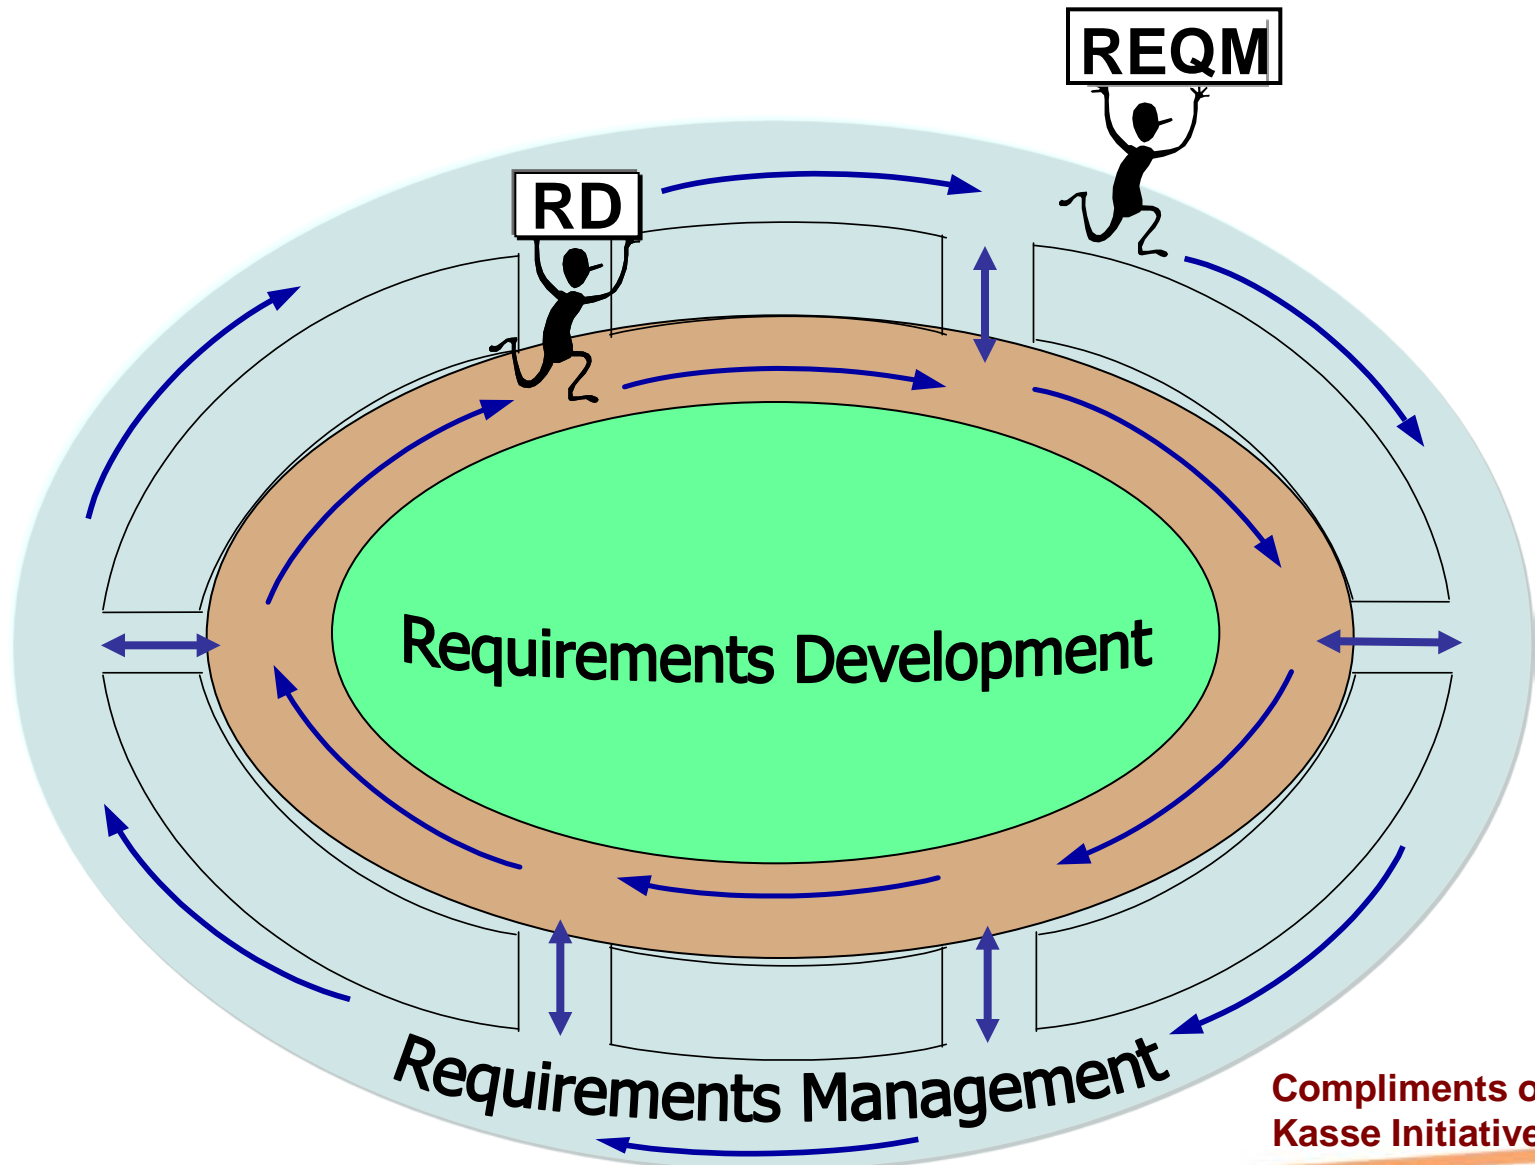 REQM
RD
Requirements Development
Requirements Management
Compliments
Kasse Initiative